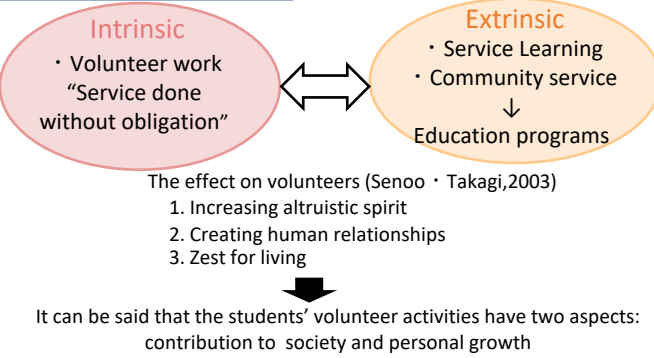 Intrinsic
・Volunteer work
“Service done
without obligation”
Extrinsic
・Service Learning
・Community service
↓
Education programs
The effect on volunteers (Senoo・Takagi,2003)
1. Increasing altruistic spirit
2. Creating human relationships
3. Zest for living
It can be said that the students’ volunteer activities have two aspects:
contribution to society and personal growth